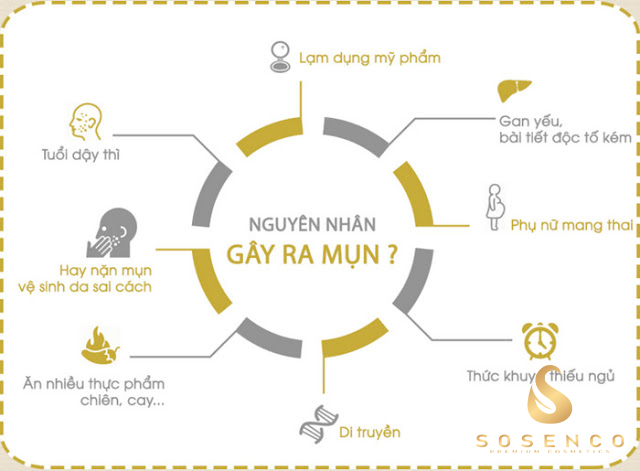 Lạm dụng mỹ phẩm
Gan yếu,
bài tiết độc tố kém
Tuổi dậy thì
NGUYÊN NHÂN
GÂY RA MỤN ?
Phụ nữ mang thai
Hay nặn mụn
vệ sinh da sai cách
Thức khuya thiếu ngủ
Ăn nhiều thực phẩm
chiên, cay...
Di truyền
SOSENCO
PREMIUM COSMETICS